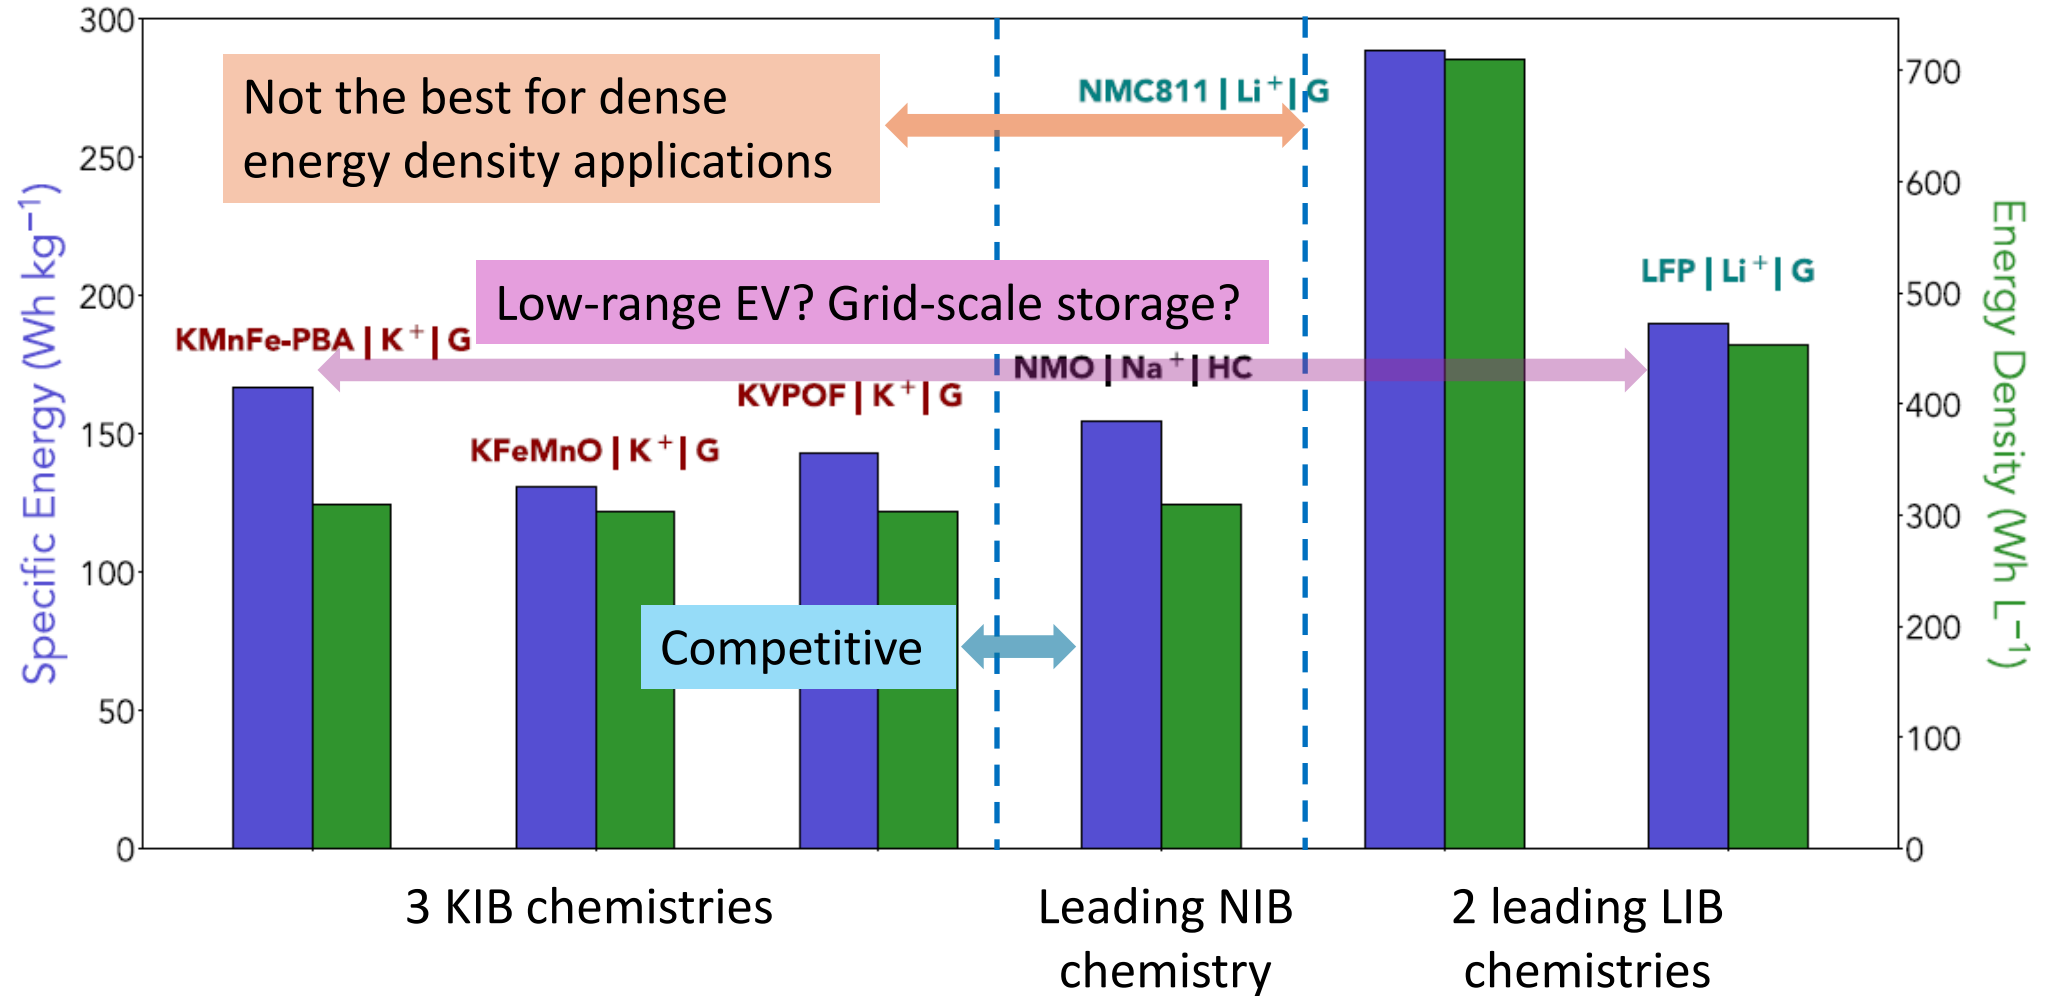 300
250
200
150
100
50
0
Specific Energy (Wh kg⁻¹)
Not the best for dense
energy density applications
NMC811 | Li⁺ | G
Low-range EV? Grid-scale storage?
LFP | Li⁺ | G
KMnFe-PBA | K⁺ | G
NMO | Na⁺ | HC
KVPOF | K⁺ | G
KFeMnO | K⁺ | G
Competitive
700
600
500
400
300
200
100
0
Energy Density (Wh L⁻¹)
3 KIB chemistries
Leading NIB
chemistry
2 leading LIB
chemistries